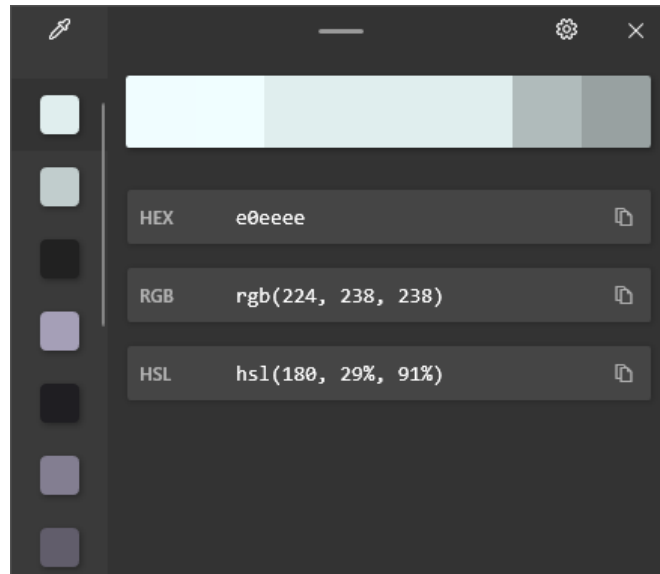 HEX e0eeee
RGB rgb(224, 238, 238)
HSL hsl(180, 29%, 91%)